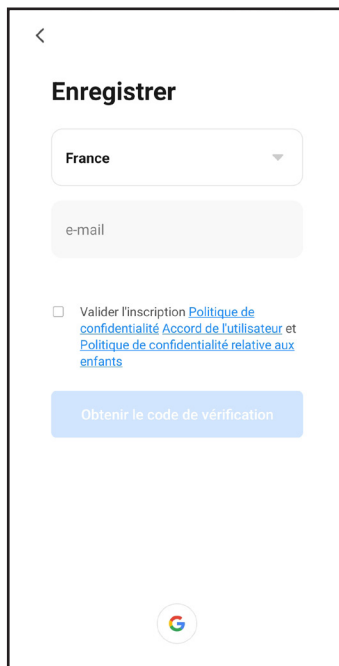 Enregistrer
France
e-mail
Valider l'inscription Politique de
confidentialité Accord de l'utilisateur et
Politique de confidentialité relative aux
enfants
Obtenir le code de vérification